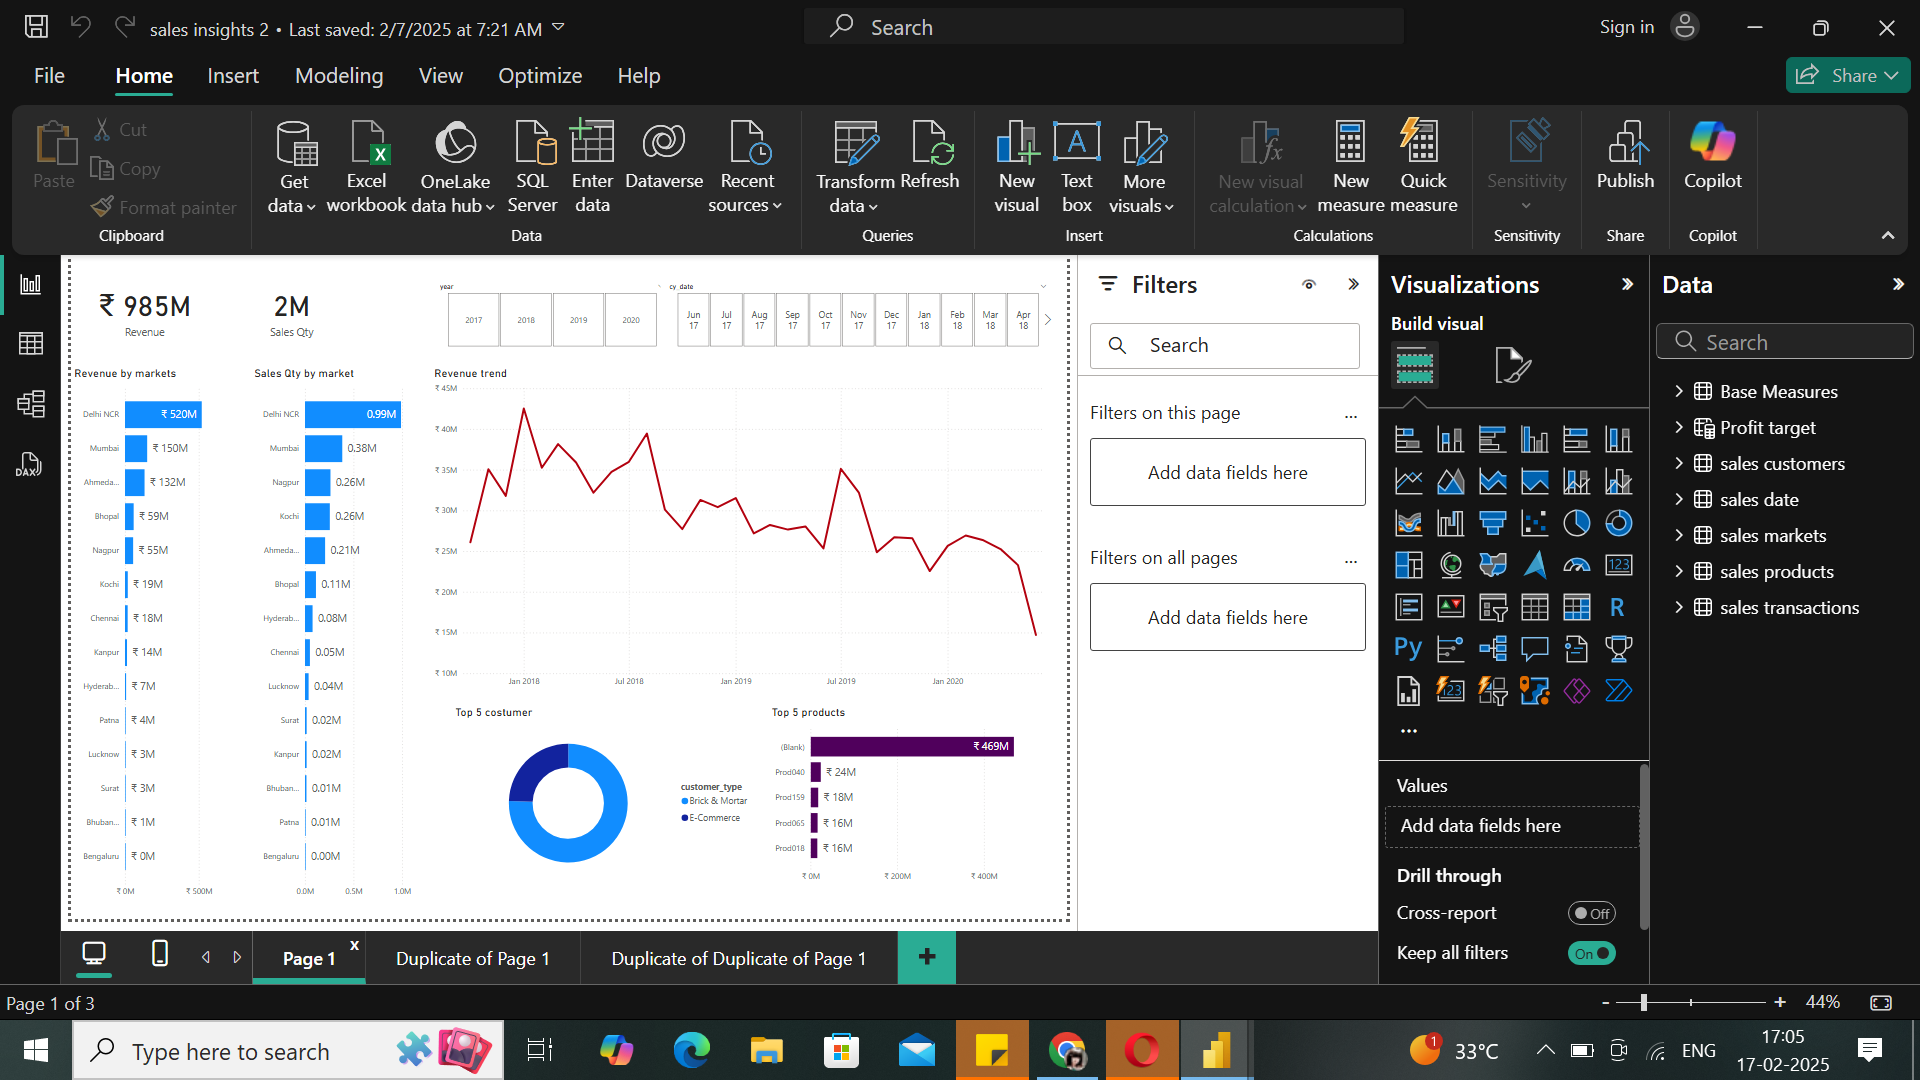 sales insights 2 • Last saved: 2/7/2025 at 7:21 AM
Search
Sign in
File
Home
Insert
Modeling
View
Optimize
Help
Share
Paste
Cut
Copy
Format painter
Clipboard
Get data
Excel workbook
OneLake data hub
SQL Server
Enter data
Dataverse
Recent sources
Data
Transform data
Refresh
Queries
New visual
Text box
More visuals
Insert
New visual calculation
New measure
Quick measure
Calculations
Sensitivity
Sensitivity
Publish
Share
Copilot
Copilot
₹ 985M
Revenue
2M
Sales Qty
year
2017
2018
2019
2020
cy_date
Jun 17
Jul 17
Aug 17
Sep 17
Oct 17
Nov 17
Dec 17
Jan 18
Feb 18
Mar 18
Apr 18
Revenue by markets
Delhi NCR ₹ 520M
Mumbai ₹ 150M
Ahmeda... ₹ 132M
Bhopal ₹ 59M
Nagpur ₹ 55M
Kochi ₹ 19M
Chennai ₹ 18M
Kanpur ₹ 14M
Hyderab... ₹ 7M
Patna ₹ 4M
Lucknow ₹ 3M
Surat ₹ 3M
Bhuban... ₹ 1M
Bengaluru ₹ 0M
₹ 0M ₹ 500M
Sales Qty by market
Delhi NCR 0.99M
Mumbai 0.38M
Nagpur 0.26M
Kochi 0.26M
Ahmeda... 0.21M
Bhopal 0.11M
Hyderab... 0.08M
Chennai 0.05M
Lucknow 0.04M
Surat 0.02M
Kanpur 0.02M
Bhuban... 0.01M
Patna 0.01M
Bengaluru 0.00M
0.0M 0.5M 1.0M
Revenue trend
₹ 45M
₹ 40M
₹ 35M
₹ 30M
₹ 25M
₹ 20M
₹ 15M
₹ 10M
Jan 2018 Jul 2018 Jan 2019 Jul 2019 Jan 2020
Top 5 costumer
customer_type
Brick & Mortar
E-Commerce
Top 5 products
(Blank) ₹ 469M
Prod040 ₹ 24M
Prod159 ₹ 18M
Prod065 ₹ 16M
Prod018 ₹ 16M
₹ 0M ₹ 200M ₹ 400M
Filters
Search
Filters on this page ...
Add data fields here
Filters on all pages ...
Add data fields here
Visualizations
Build visual
123
R
Py
123
...
Values
Add data fields here
Drill through
Cross-report Off
Keep all filters On
Data
Search
Base Measures
Profit target
sales customers
sales date
sales markets
sales products
sales transactions
DAX
Page 1 x
Duplicate of Page 1
Duplicate of Duplicate of Page 1
+
Page 1 of 3
- + 44%
Type here to search
1
33°C
ENG
17:05
17-02-2025